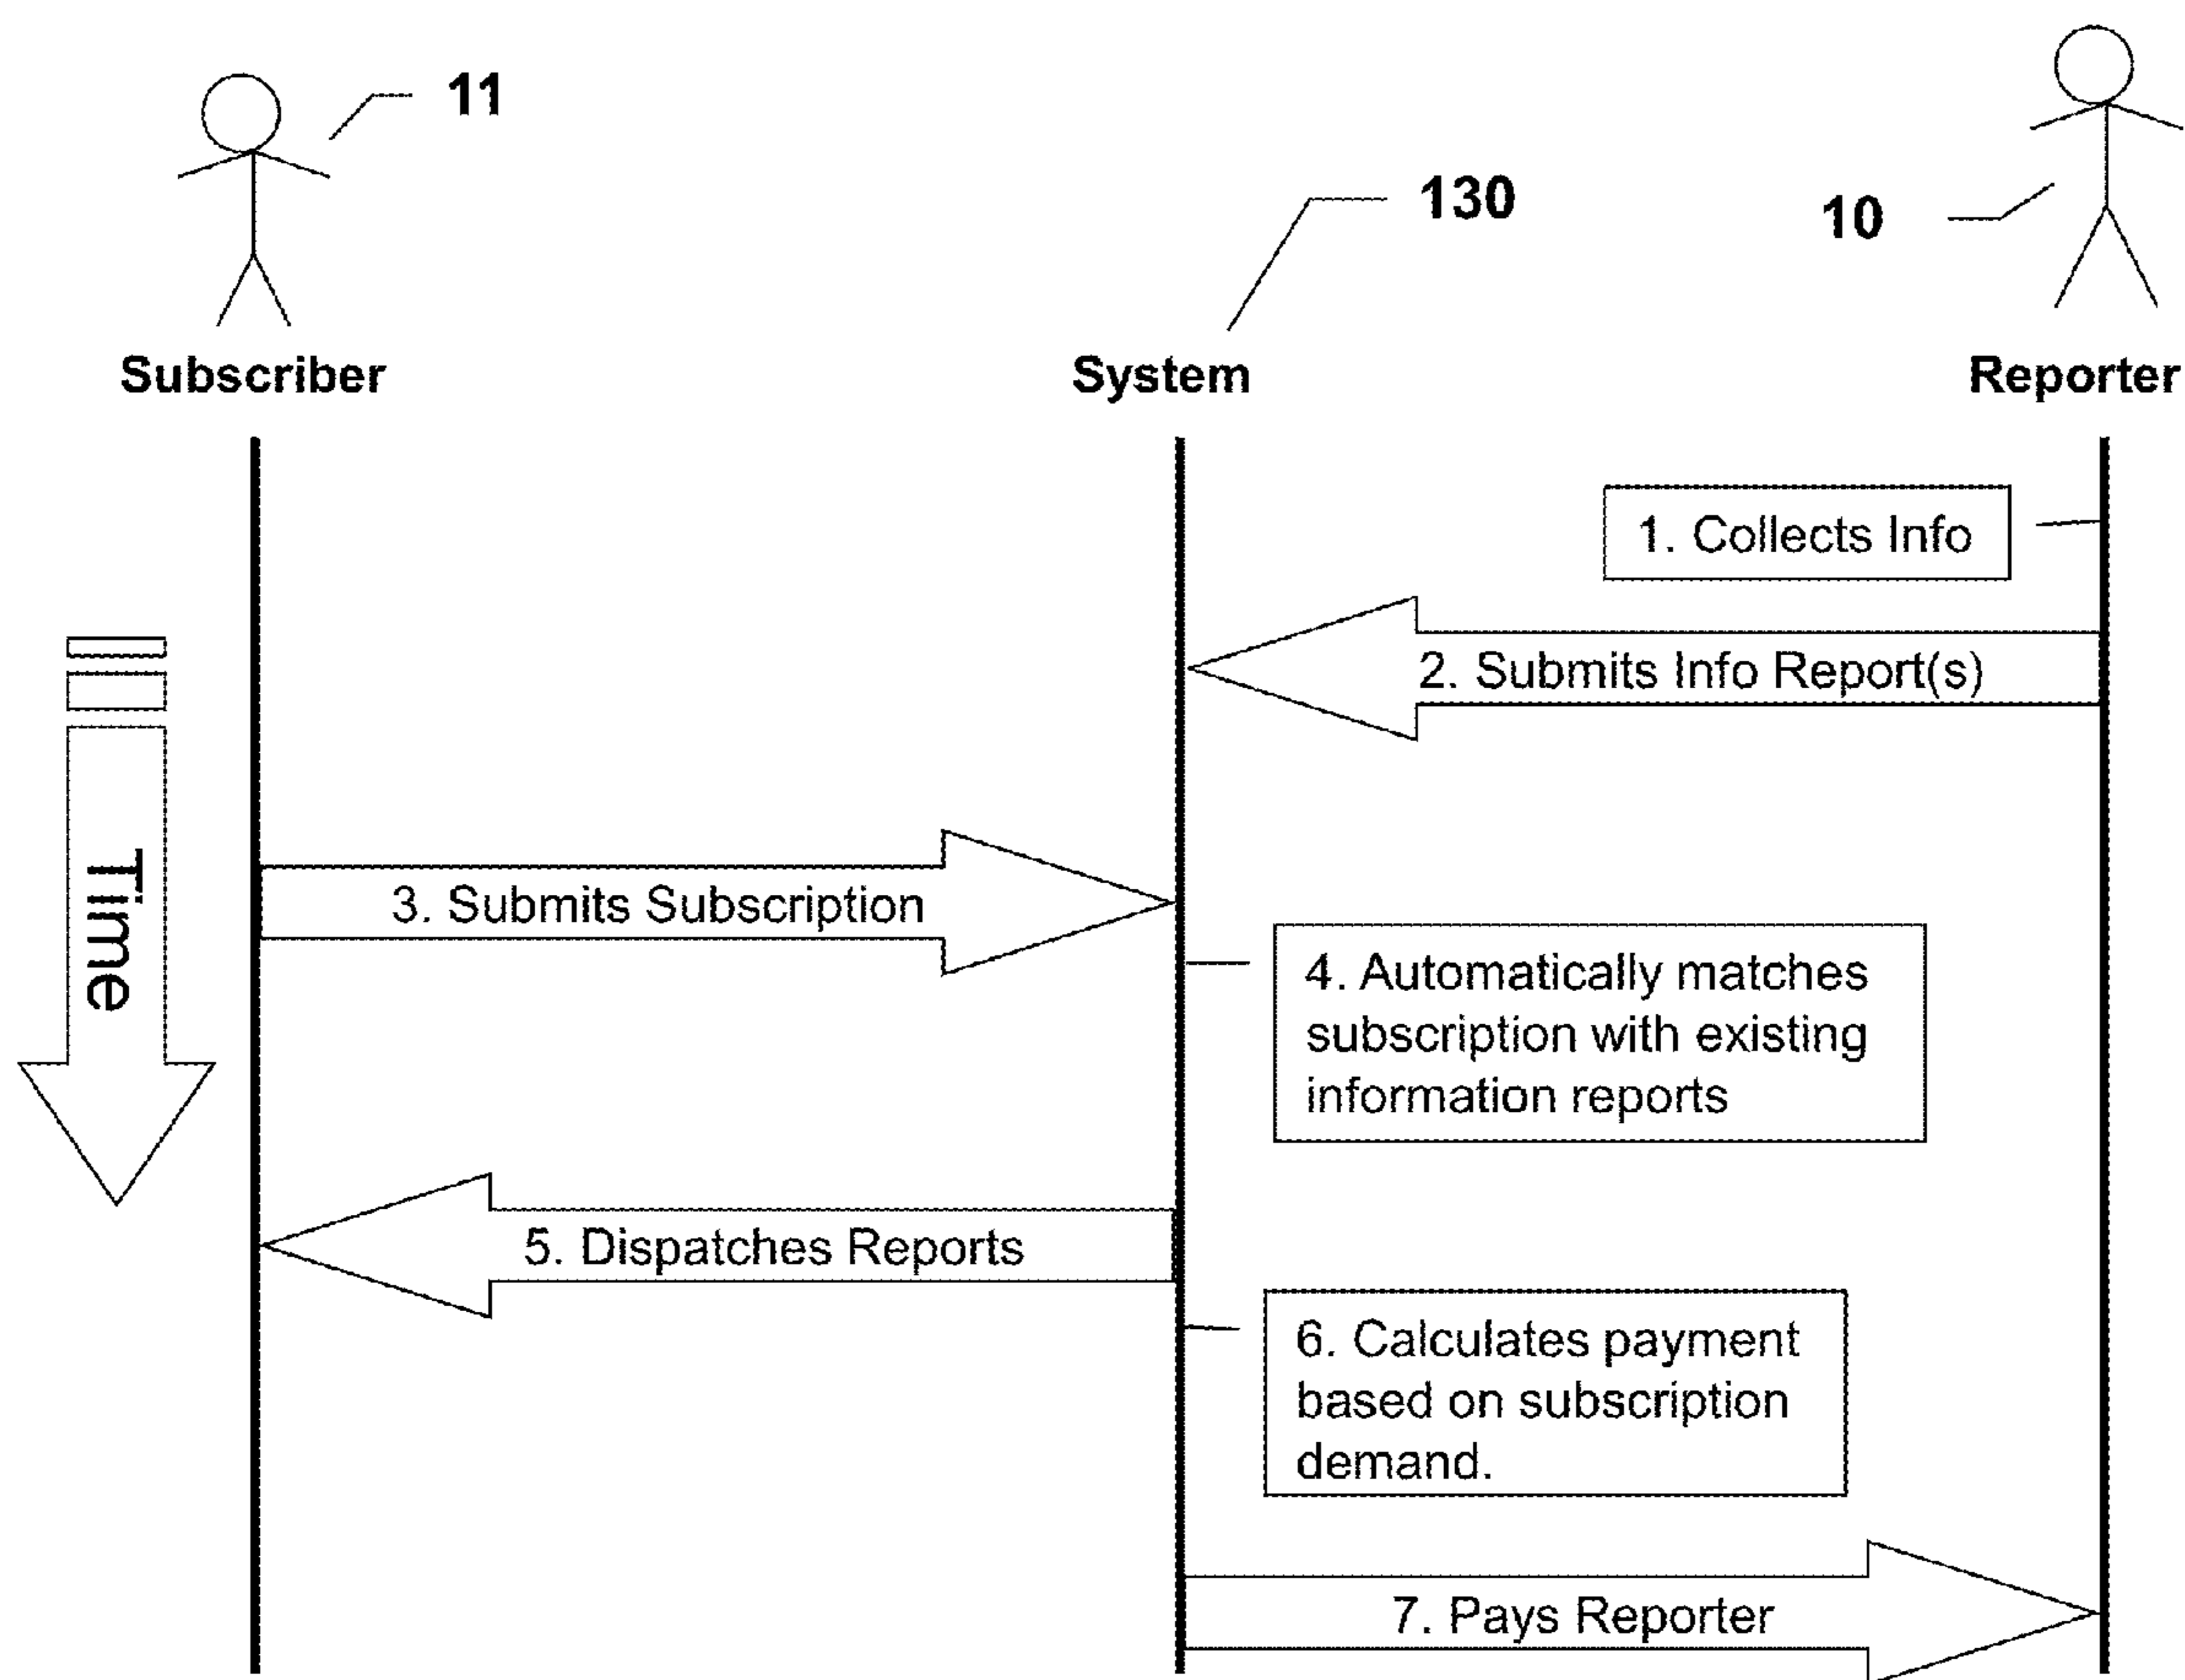 11
130
10
Subscriber
System
Reporter
1. Collects Info
2. Submits Info Report(s)
Time
3. Submits Subscription
4. Automatically matches
subscription with existing
information reports
5. Dispatches Reports
6. Calculates payment
based on subscription
demand.
7. Pays Reporter